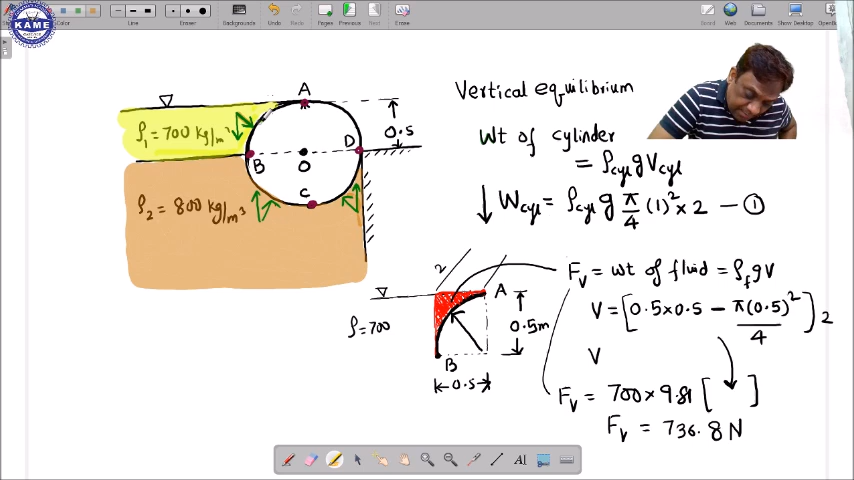 KAME
Color
Line
Eraser
Backgrounds
Undo
Redo
Pages
Previous
Next
Erase
Board
Web
Documents
Show Desktop
A
ρ₁ = 700 kg/m³
0.5
B
O
D
C
ρ₂ = 800 kg/m³
Vertical equilibrium
Wt of cylinder
= ρcyl g Vcyl
↓ Wcyl = ρcyl g π/4 (1)² × 2 — ①
2
A
ρ = 700
0.5m
B
0.5
Fv = wt of fluid = ρf g V
V = [0.5×0.5 − π(0.5)²/4] 2
V
Fv = 700×9.81 [ ]
Fv = 736.8 N
AI